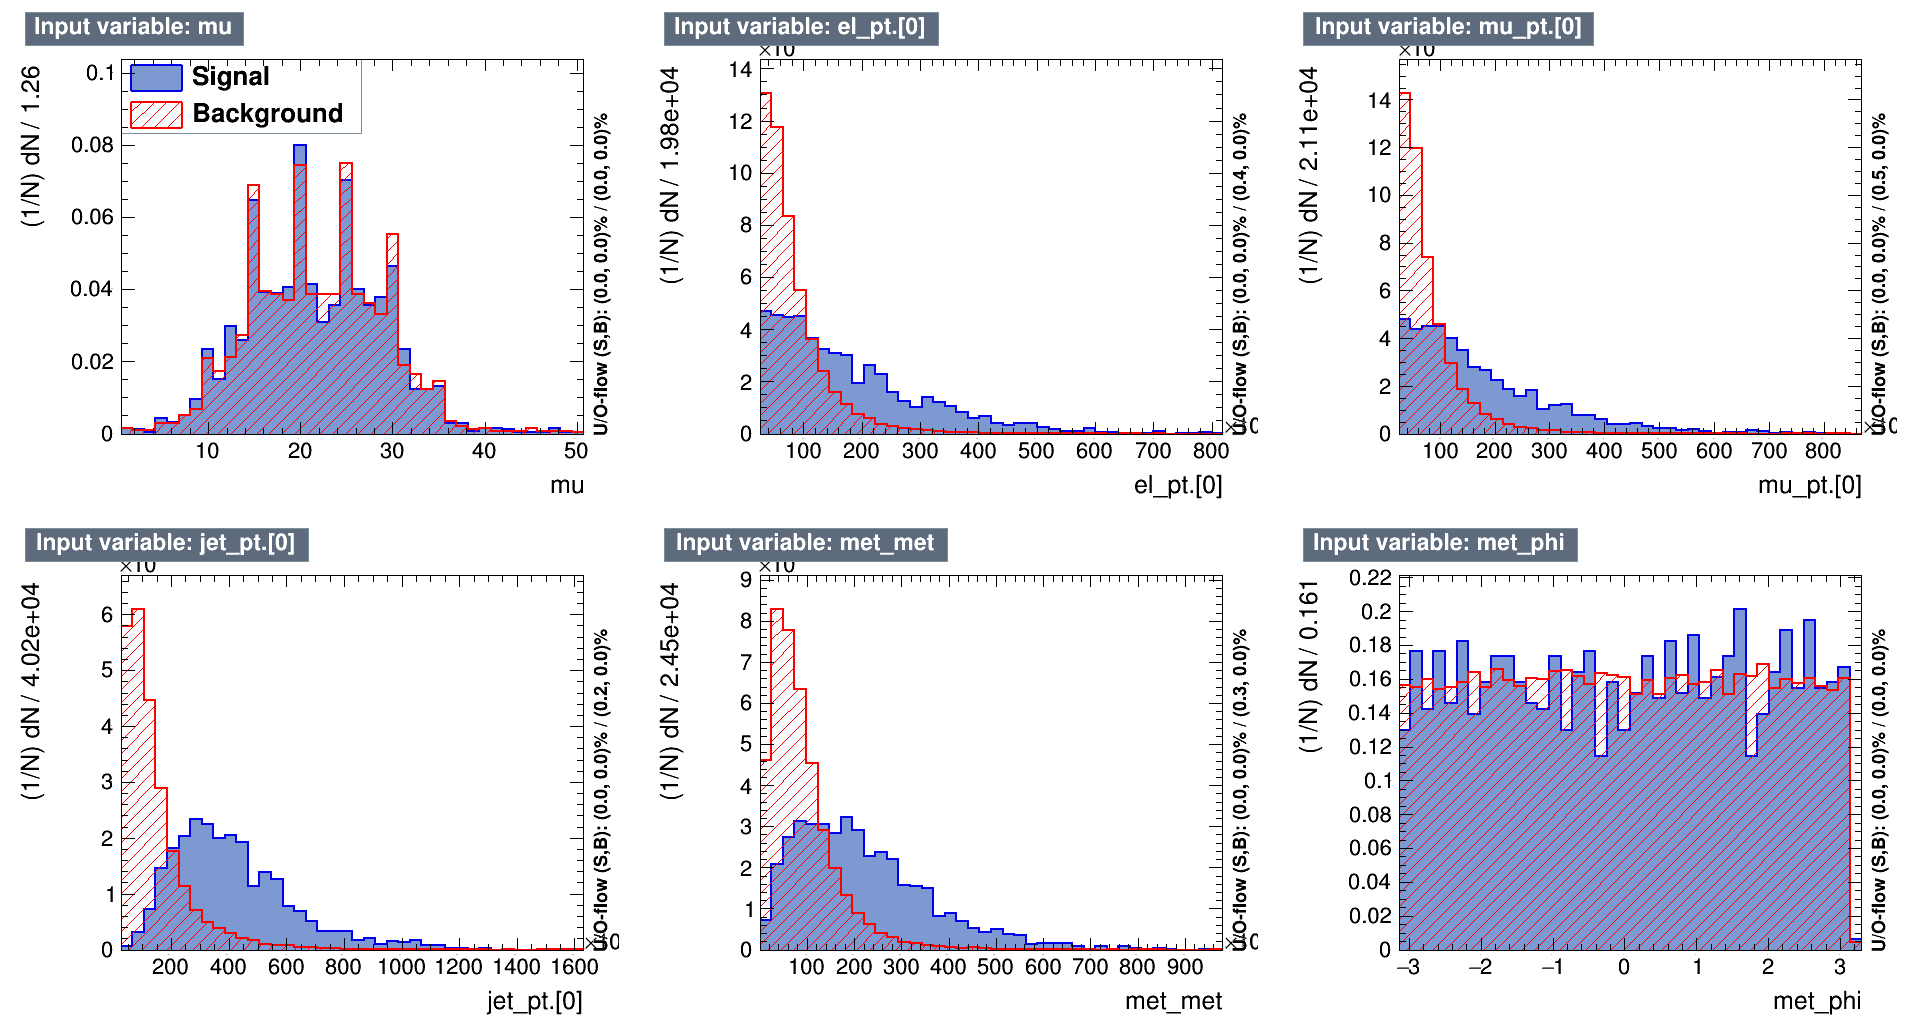 Input variable: mu
(1/N) dN / 1.26
0.1
0.08
0.06
0.04
0.02
0
Signal
Background
10 20 30 40 50
mu
U/O-flow (S,B): (0.0, 0.0)% / (0.0, 0.0)%
Input variable: el_pt.[0]
×10
(1/N) dN / 1.98e+04
14
12
10
8
6
4
2
0
100 200 300 400 500 600 700 800
el_pt.[0]
U/O-flow (S,B): (0.0, 0.0)% / (0.4, 0.0)%
Input variable: mu_pt.[0]
×10
(1/N) dN / 2.11e+04
14
12
10
8
6
4
2
0
100 200 300 400 500 600 700 800
mu_pt.[0]
U/O-flow (S,B): (0.0, 0.0)% / (0.5, 0.0)%
Input variable: jet_pt.[0]
×10
(1/N) dN / 4.02e+04
6
5
4
3
2
1
0
200 400 600 800 1000 1200 1400 1600
jet_pt.[0]
U/O-flow (S,B): (0.0, 0.0)% / (0.2, 0.0)%
Input variable: met_met
×10
(1/N) dN / 2.45e+04
9
8
7
6
5
4
3
2
1
0
100 200 300 400 500 600 700 800 900
met_met
U/O-flow (S,B): (0.0, 0.0)% / (0.3, 0.0)%
Input variable: met_phi
(1/N) dN / 0.161
0.22
0.2
0.18
0.16
0.14
0.12
0.1
0.08
0.06
0.04
0.02
0
−3 −2 −1 0 1 2 3
met_phi
U/O-flow (S,B): (0.0, 0.0)% / (0.0, 0.0)%